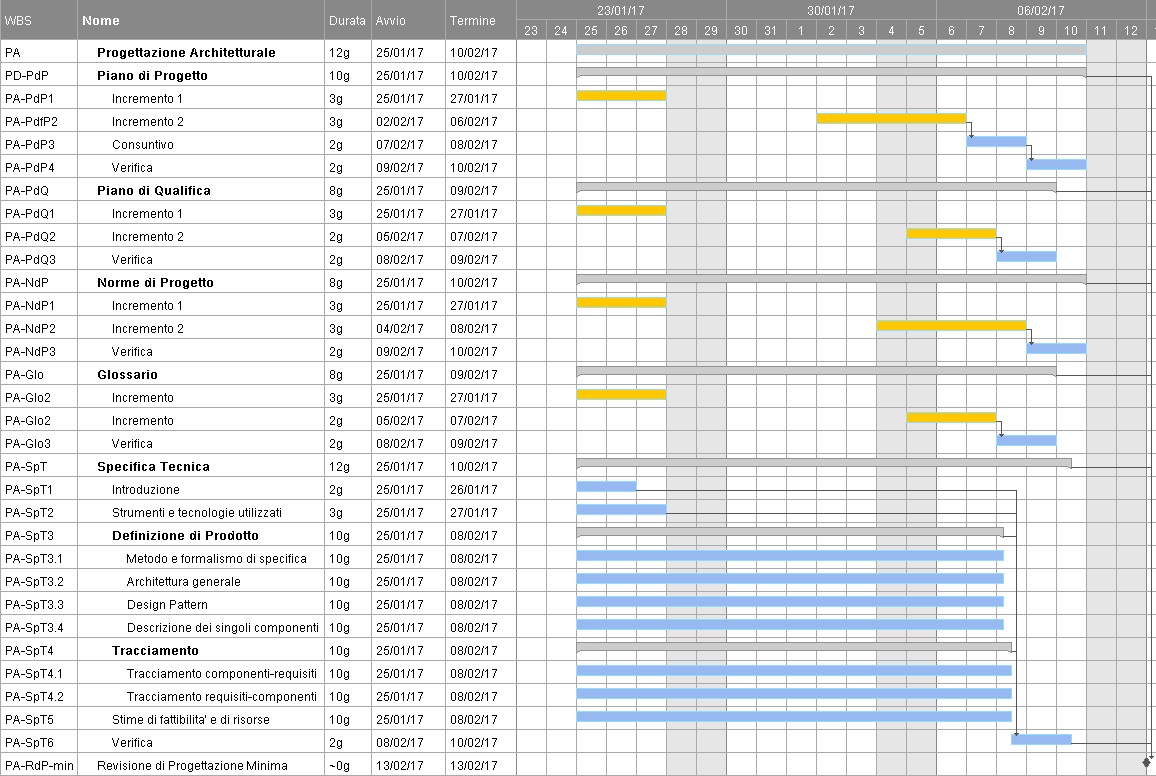 WBS Nome Durata Avvio Termine 23/01/17 30/01/17 06/02/17
23 24 25 26 27 28 29 30 31 1 2 3 4 5 6 7 8 9 10 11 12
PA Progettazione Architetturale 12g 25/01/17 10/02/17
PD-PdP Piano di Progetto 10g 25/01/17 10/02/17
PA-PdP1 Incremento 1 3g 25/01/17 27/01/17
PA-PdfP2 Incremento 2 3g 02/02/17 06/02/17
PA-PdP3 Consuntivo 2g 07/02/17 08/02/17
PA-PdP4 Verifica 2g 09/02/17 10/02/17
PA-PdQ Piano di Qualifica 8g 25/01/17 09/02/17
PA-PdQ1 Incremento 1 3g 25/01/17 27/01/17
PA-PdQ2 Incremento 2 3g 05/02/17 07/02/17
PA-PdQ3 Verifica 2g 08/02/17 09/02/17
PA-NdP Norme di Progetto 8g 25/01/17 10/02/17
PA-NdP1 Incremento 1 3g 25/01/17 27/01/17
PA-NdP2 Incremento 2 3g 04/02/17 08/02/17
PA-NdP3 Verifica 2g 09/02/17 10/02/17
PA-Glo Glossario 8g 25/01/17 09/02/17
PA-Glo2 Incremento 3g 25/01/17 27/01/17
PA-Glo2 Incremento 2g 05/02/17 07/02/17
PA-Glo3 Verifica 2g 08/02/17 09/02/17
PA-SpT Specifica Tecnica 12g 25/01/17 10/02/17
PA-SpT1 Introduzione 2g 25/01/17 26/01/17
PA-SpT2 Strumenti e tecnologie utilizzati 3g 25/01/17 27/01/17
PA-SpT3 Definizione di Prodotto 10g 25/01/17 08/02/17
PA-SpT3.1 Metodo e formalismo di specific 10g 25/01/17 08/02/17
PA-SpT3.2 Architettura generale 10g 25/01/17 08/02/17
PA-SpT3.3 Design Pattern 10g 25/01/17 08/02/17
PA-SpT3.4 Descrizione dei singoli componenti 10g 25/01/17 08/02/17
PA-SpT4 Tracciamento 10g 25/01/17 08/02/17
PA-SpT4.1 Tracciamento componenti-requisiti 10g 25/01/17 08/02/17
PA-SpT4.2 Tracciamento requisiti-componenti 10g 25/01/17 08/02/17
PA-SpT5 Stime di fattibilita' e di risorse 10g 25/01/17 08/02/17
PA-SpT6 Verifica 2g 08/02/17 10/02/17
PA-RdP-min Revisione di Progettazione Minima ~0g 13/02/17 13/02/17